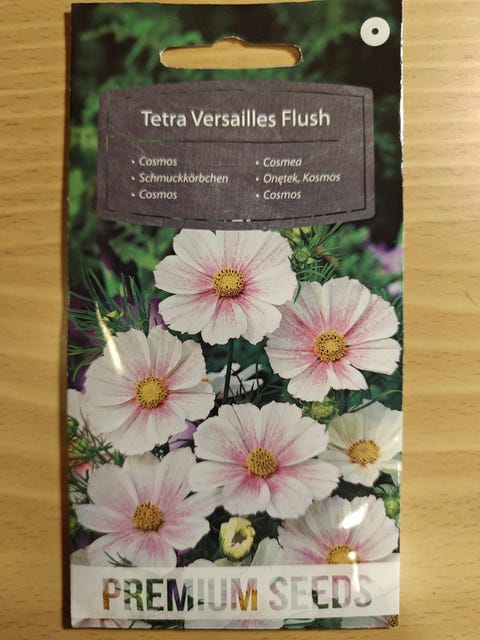 Tetra Versailles Flush
• Cosmos
• Schmuckkörbchen
• Cosmos
• Cosmea
• Onętek, Kosmos
• Cosmos
PREMIUM SEEDS